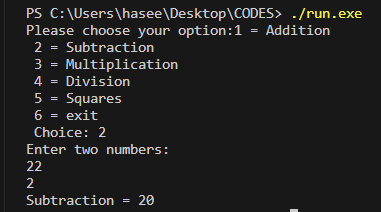 PS C:\Users\hasee\Desktop\CODES> ./run.exe
Please choose your option:1 = Addition
2 = Subtraction
3 = Multiplication
4 = Division
5 = Squares
6 = exit
Choice: 2
Enter two numbers:
22
2
Subtraction = 20